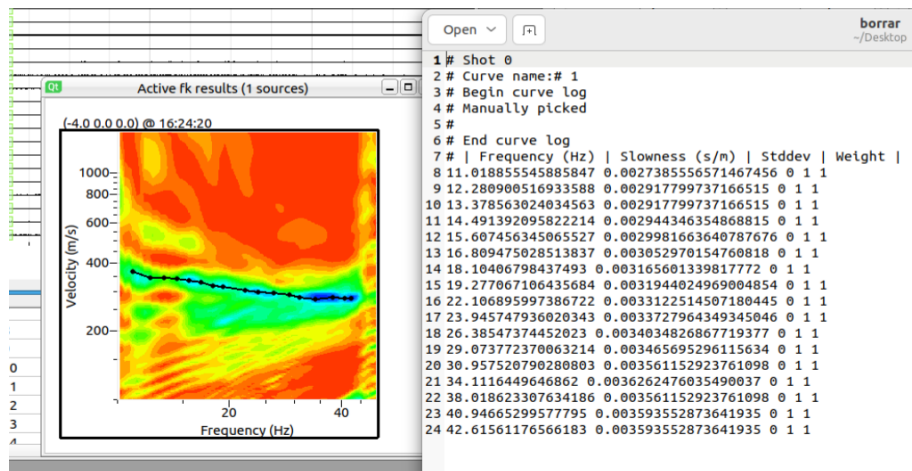 Active fk results (1 sources)
(-4.0 0.0 0.0) @ 16:24:20
1000
800
600
400
200
Velocity (m/s)
20
40
Frequency (Hz)
0
1
2
3
4
Open
borrar
~/Desktop
1 # Shot 0
2 # Curve name:# 1
3 # Begin curve log
4 # Manually picked
5 #
6 # End curve log
7 # | Frequency (Hz) | Slowness (s/m) | Stddev | Weight |
8 11.018855545885847 0.0027385556571467456 0 1 1
9 12.280900516933588 0.002917799737166515 0 1 1
10 13.378563024034563 0.002917799737166515 0 1 1
11 14.491392095822214 0.002944346354868815 0 1 1
12 15.607456345065527 0.0029981663640787676 0 1 1
13 16.809475028513837 0.003052970154760818 0 1 1
14 18.10406798437493 0.003165601339817772 0 1 1
15 19.277067106435684 0.0031944024969004854 0 1 1
16 22.106895997386722 0.0033122514507180445 0 1 1
17 23.945747936020343 0.0033727964349345046 0 1 1
18 26.38547374452023 0.0034034826867719377 0 1 1
19 29.073772370063214 0.003465695296115634 0 1 1
20 30.957520790280803 0.003561152923761098 0 1 1
21 34.1116449646862 0.0036262476035490037 0 1 1
22 38.018623307634186 0.003561152923761098 0 1 1
23 40.94665299577795 0.003593552873641935 0 1 1
24 42.61561176566183 0.003593552873641935 0 1 1